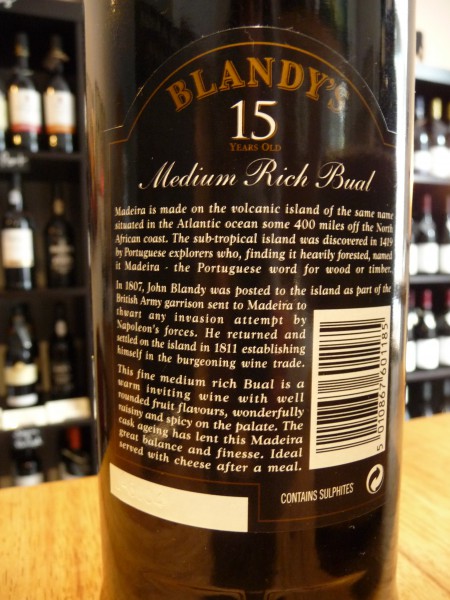 BLANDY'S
15
YEARS OLD
Medium Rich Bual
Madeira is made on the volcanic island of the same name
situated in the Atlantic ocean some 400 miles off the North
African coast. The sub-tropical island was discovered in 1419
by Portuguese explorers who, finding it heavily forested, named
it Madeira - the Portuguese word for wood or timber.
In 1807, John Blandy was posted to the island as part of the
British Army garrison sent to Madeira to
thwart any invasion attempt by
Napoleon's forces. He returned and
settled on the island in 1811 establishing
himself in the burgeoning wine trade.
This fine medium rich Bual is a
warm inviting wine with well
rounded fruit flavours, wonderfully
raisiny and spicy on the palate. The
cask ageing has lent this Madeira
great balance and finesse. Ideal
served with cheese after a meal.
5 010867 601185
CONTAINS SULPHITES